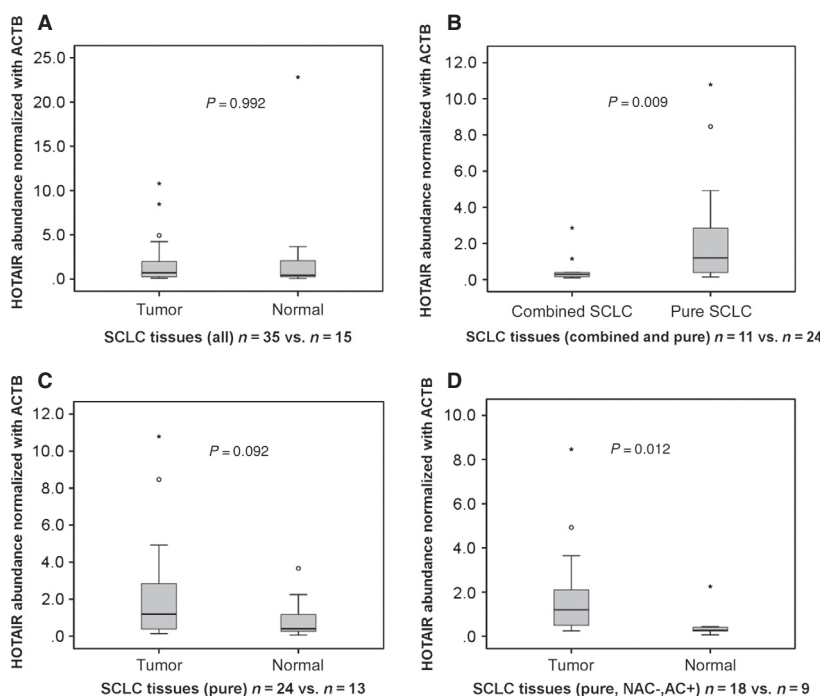 A
HOTAIR abundance normalized with ACTB
25.0
20.0
15.0
10.0
5.0
.0
P = 0.992
Tumor Normal
SCLC tissues (all) n = 35 vs. n = 15
B
HOTAIR abundance normalized with ACTB
12.0
10.0
8.0
6.0
4.0
2.0
.0
P = 0.009
Combined SCLC Pure SCLC
SCLC tissues (combined and pure) n = 11 vs. n = 24
C
HOTAIR abundance normalized with ACTB
12.0
10.0
8.0
6.0
4.0
2.0
.0
P = 0.092
Tumor Normal
SCLC tissues (pure) n = 24 vs. n = 13
D
HOTAIR abundance normalized with ACTB
10.0
8.0
6.0
4.0
2.0
.0
P = 0.012
Tumor Normal
SCLC tissues (pure, NAC-,AC+) n = 18 vs. n = 9